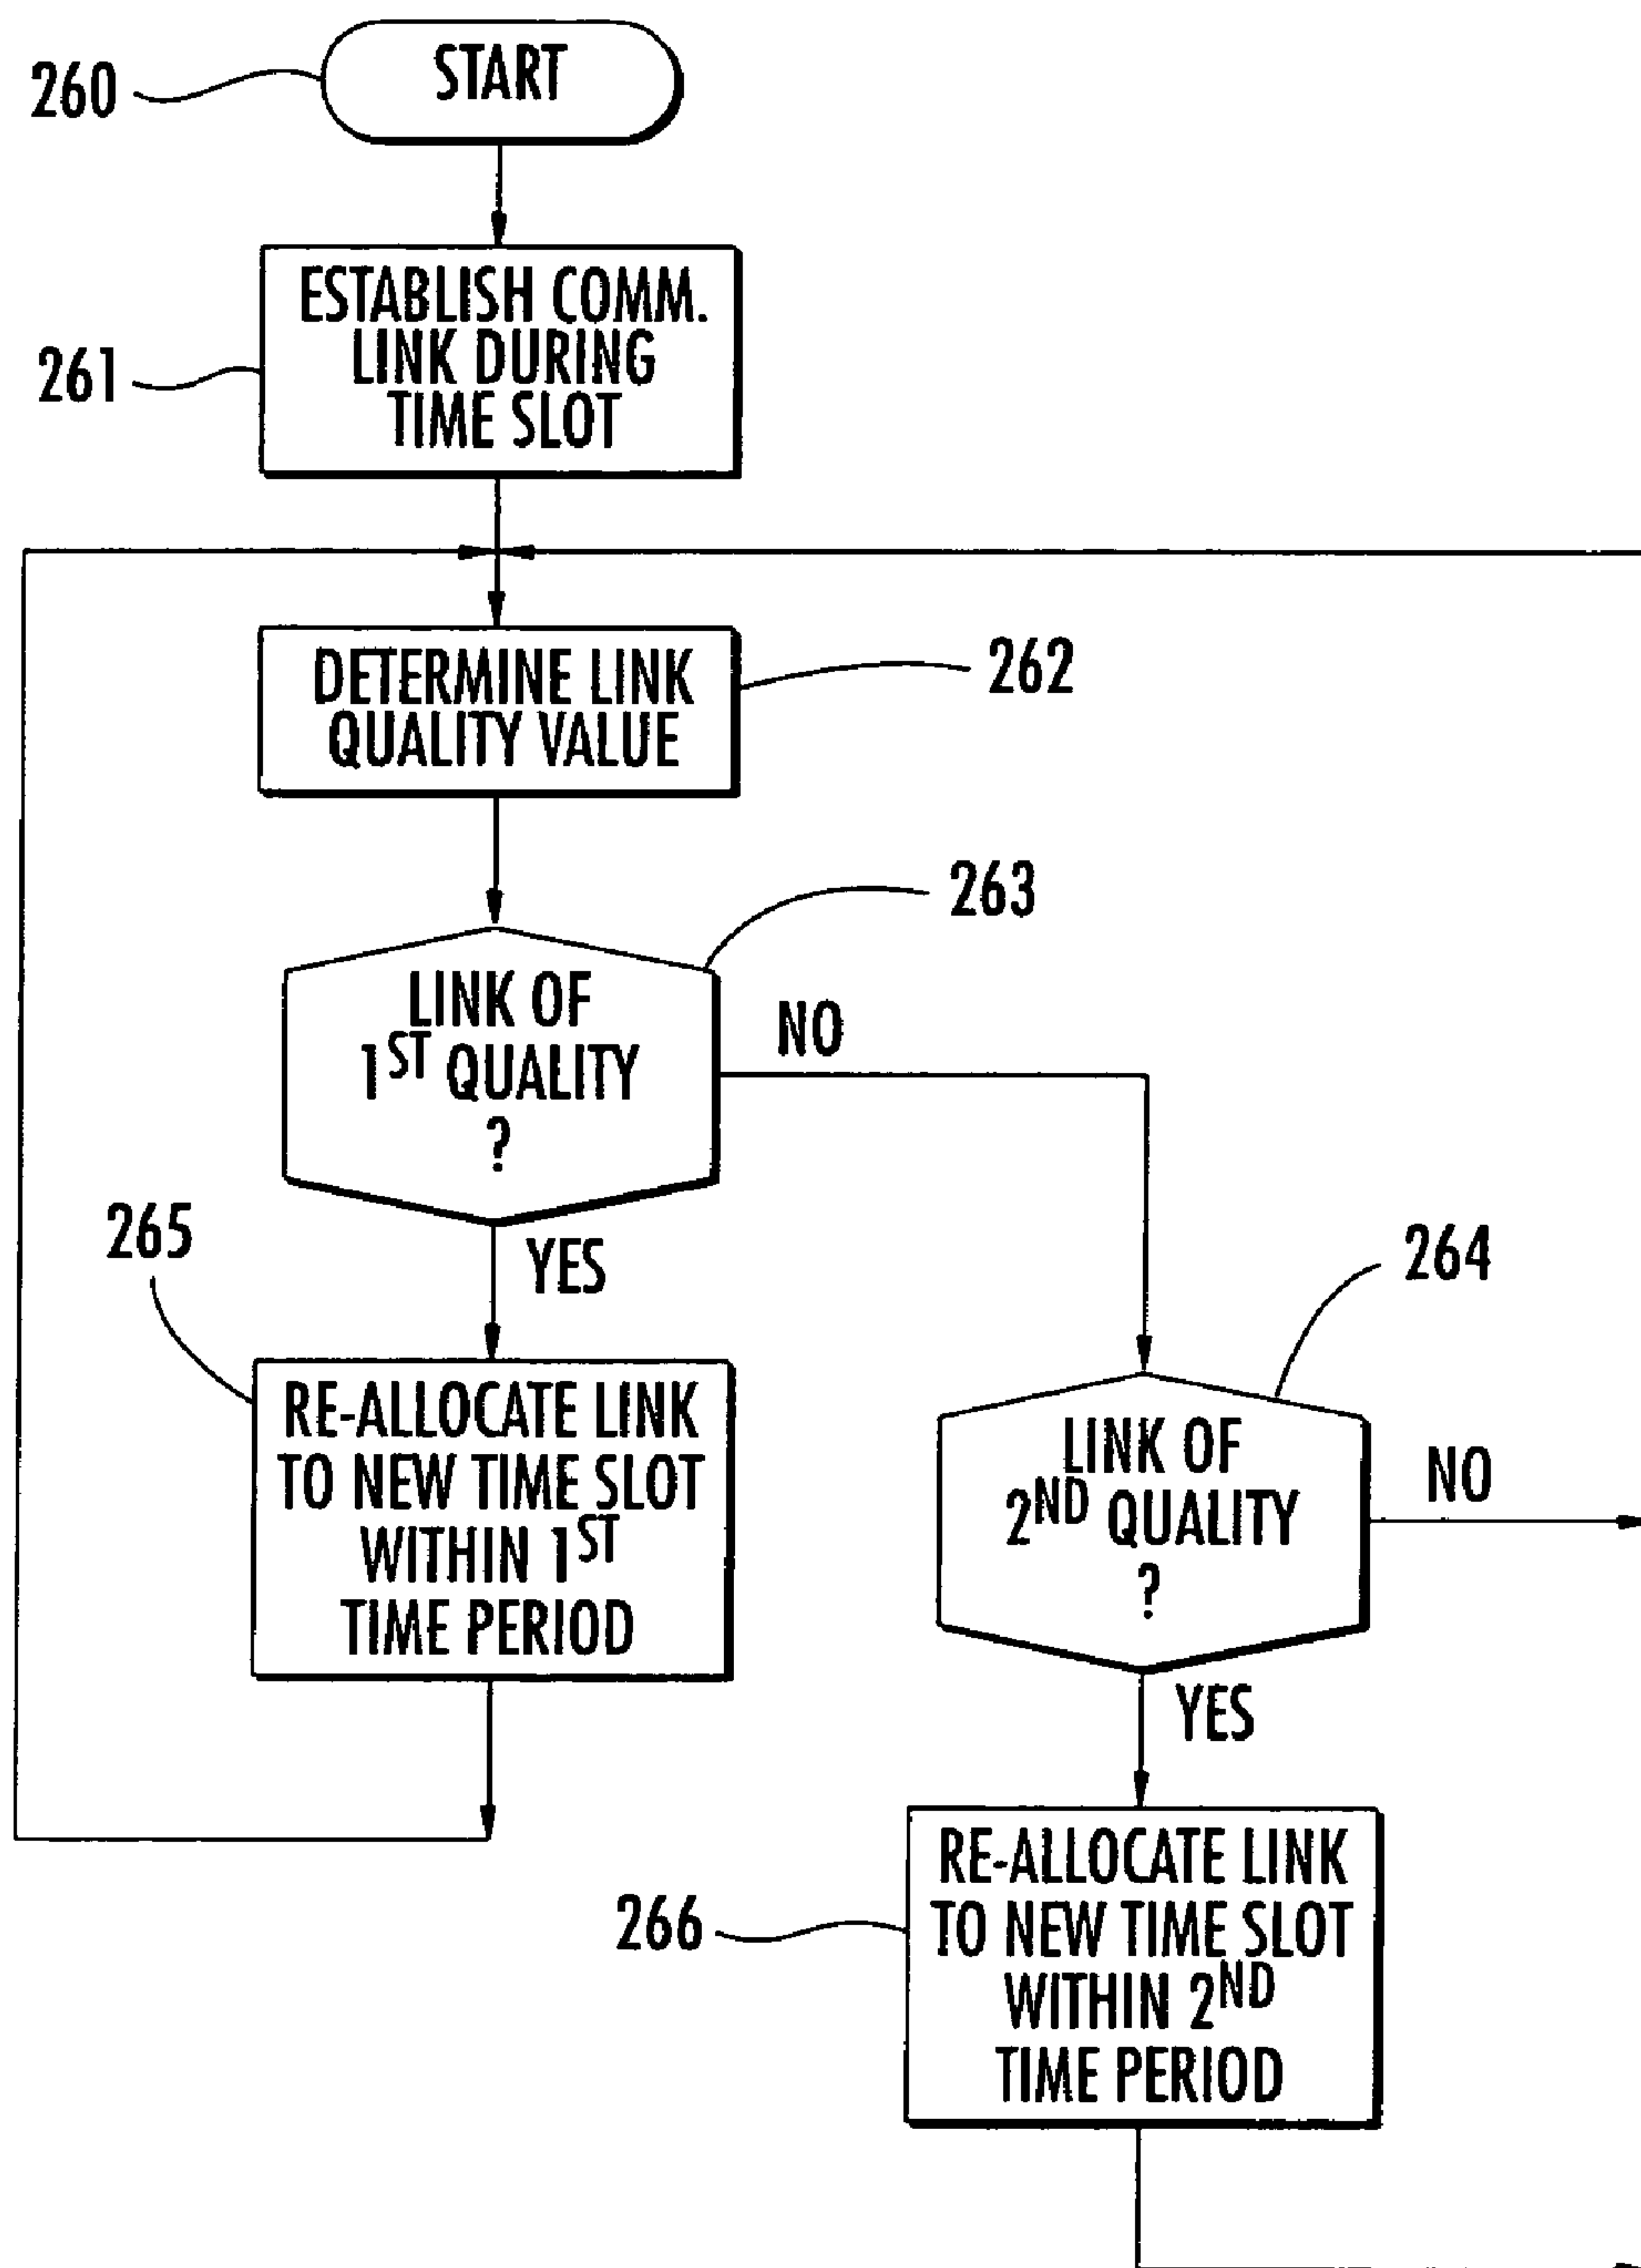 260
START
261
ESTABLISH COMM.
LINK DURING
TIME SLOT
DETERMINE LINK
QUALITY VALUE
262
263
LINK OF
1ST QUALITY
?
NO
YES
265
RE-ALLOCATE LINK
TO NEW TIME SLOT
WITHIN 1ST
TIME PERIOD
264
LINK OF
2ND QUALITY
?
NO
YES
266
RE-ALLOCATE LINK
TO NEW TIME SLOT
WITHIN 2ND
TIME PERIOD